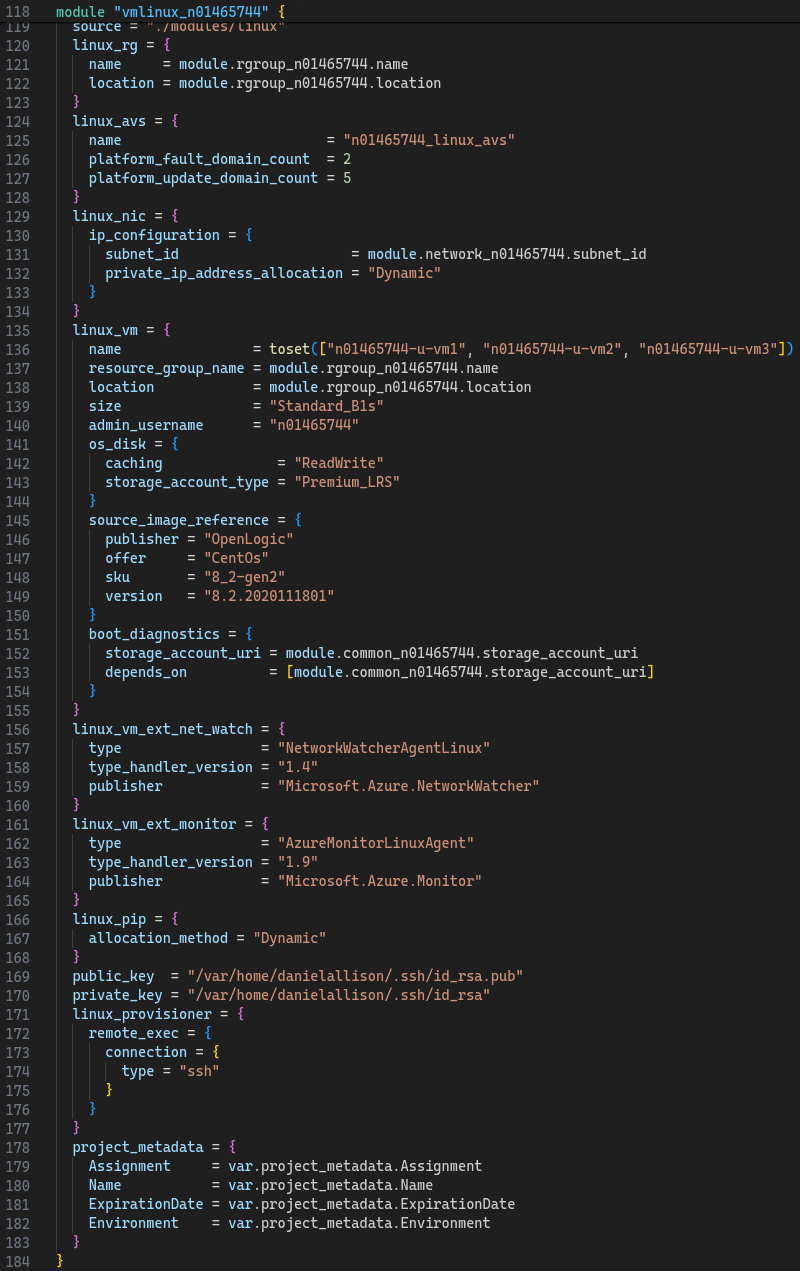 118 module "vmlinux_n01465744" {
119   source = "./modules/linux"
120   linux_rg = {
121     name     = module.rgroup_n01465744.name
122     location = module.rgroup_n01465744.location
123   }
124   linux_avs = {
125     name                         = "n01465744_linux_avs"
126     platform_fault_domain_count  = 2
127     platform_update_domain_count = 5
128   }
129   linux_nic = {
130     ip_configuration = {
131       subnet_id                     = module.network_n01465744.subnet_id
132       private_ip_address_allocation = "Dynamic"
133     }
134   }
135   linux_vm = {
136     name                = toset(["n01465744-u-vm1", "n01465744-u-vm2", "n01465744-u-vm3"])
137     resource_group_name = module.rgroup_n01465744.name
138     location            = module.rgroup_n01465744.location
139     size                = "Standard_B1s"
140     admin_username      = "n01465744"
141     os_disk = {
142       caching              = "ReadWrite"
143       storage_account_type = "Premium_LRS"
144     }
145     source_image_reference = {
146       publisher = "OpenLogic"
147       offer     = "CentOs"
148       sku       = "8_2-gen2"
149       version   = "8.2.2020111801"
150     }
151     boot_diagnostics = {
152       storage_account_uri = module.common_n01465744.storage_account_uri
153       depends_on          = [module.common_n01465744.storage_account_uri]
154     }
155   }
156   linux_vm_ext_net_watch = {
157     type                 = "NetworkWatcherAgentLinux"
158     type_handler_version = "1.4"
159     publisher            = "Microsoft.Azure.NetworkWatcher"
160   }
161   linux_vm_ext_monitor = {
162     type                 = "AzureMonitorLinuxAgent"
163     type_handler_version = "1.9"
164     publisher            = "Microsoft.Azure.Monitor"
165   }
166   linux_pip = {
167     allocation_method = "Dynamic"
168   }
169   public_key  = "/var/home/danielallison/.ssh/id_rsa.pub"
170   private_key = "/var/home/danielallison/.ssh/id_rsa"
171   linux_provisioner = {
172     remote_exec = {
173       connection = {
174         type = "ssh"
175       }
176     }
177   }
178   project_metadata = {
179     Assignment     = var.project_metadata.Assignment
180     Name           = var.project_metadata.Name
181     ExpirationDate = var.project_metadata.ExpirationDate
182     Environment    = var.project_metadata.Environment
183   }
184 }